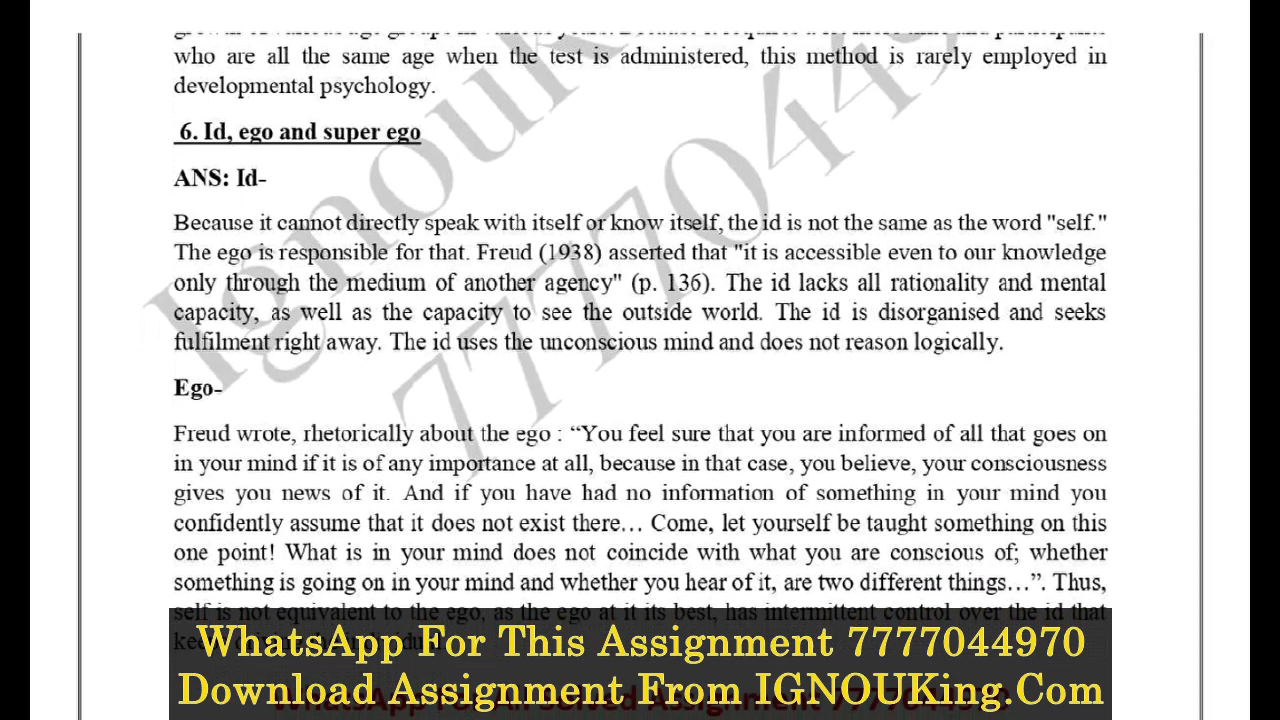 who are all the same age when the test is administered, this method is rarely employed in
developmental psychology.
6. Id, ego and super ego
ANS: Id-
Because it cannot directly speak with itself or know itself, the id is not the same as the word "self."
The ego is responsible for that. Freud (1938) asserted that "it is accessible even to our knowledge
only through the medium of another agency" (p. 136). The id lacks all rationality and mental
capacity, as well as the capacity to see the outside world. The id is disorganised and seeks
fulfilment right away. The id uses the unconscious mind and does not reason logically.
Ego-
Freud wrote, rhetorically about the ego : “You feel sure that you are informed of all that goes on
in your mind if it is of any importance at all, because in that case, you believe, your consciousness
gives you news of it. And if you have had no information of something in your mind you
confidently assume that it does not exist there… Come, let yourself be taught something on this
one point! What is in your mind does not coincide with what you are conscious of; whether
something is going on in your mind and whether you hear of it, are two different things…”. Thus,
self is not equivalent to the ego, as the ego at it its best, has intermittent control over the id that
WhatsApp For This Assignment 7777044970
Download Assignment From IGNOUKing.Com